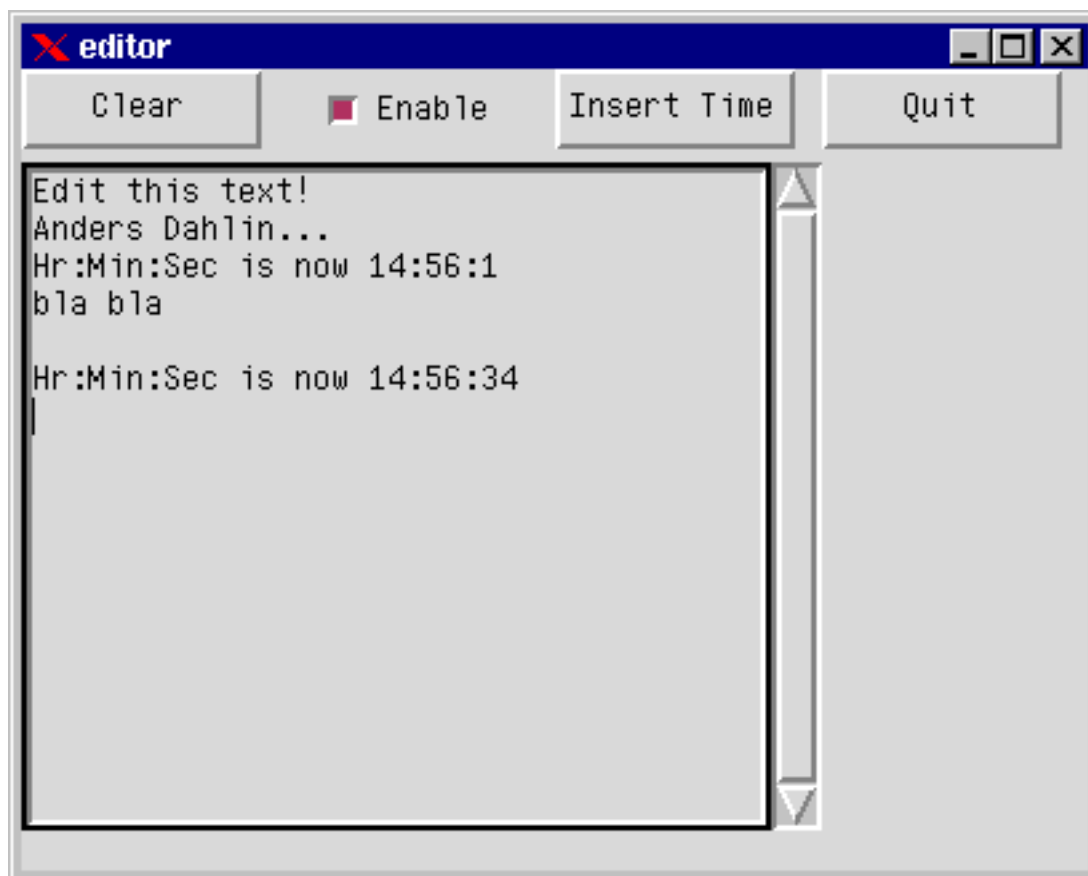 editor
Clear Enable Insert Time Quit
Edit this text!
Anders Dahlin...
Hr:Min:Sec is now 14:56:1
bla bla
Hr:Min:Sec is now 14:56:34